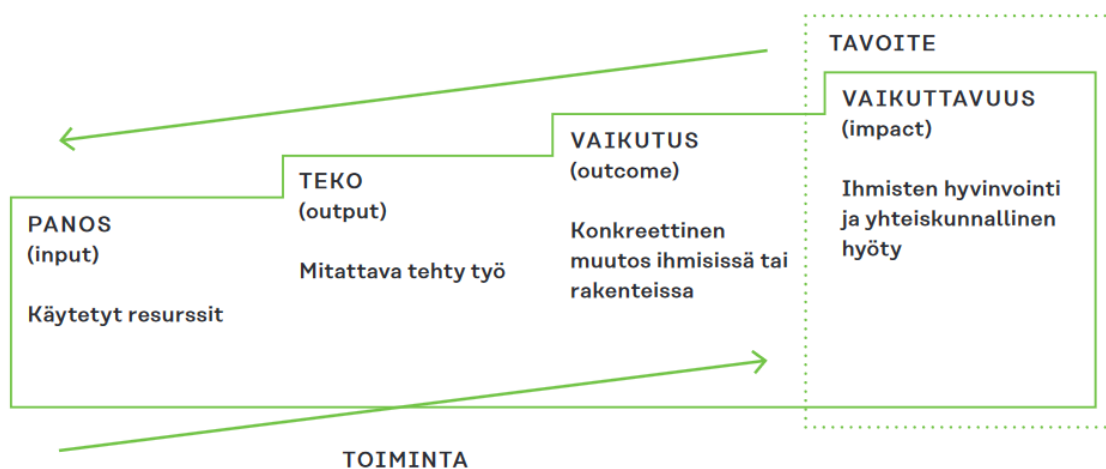 TAVOITE
PANOS
(input)
Käytetyt resurssit
TEKO
(output)
Mitattava tehty työ
VAIKUTUS
(outcome)
Konkreettinen
muutos ihmisissä tai
rakenteissa
VAIKUTTAVUUS
(impact)
Ihmisten hyvinvointi
ja yhteiskunnallinen
hyöty
TOIMINTA